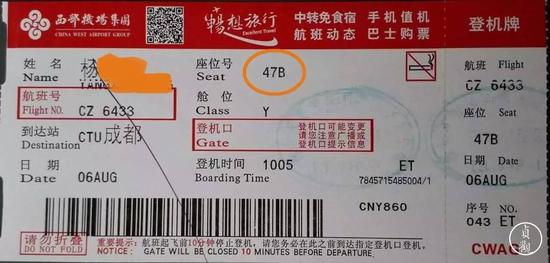 西部機場集團
CHINA WEST AIRPORT GROUP
暢想旅行
Excellent Travel
中转免食宿 手机值机
航班动态 巴士购票
登机牌
姓名 杨
Name
座位号
Seat 47B
航班 Flight
CZ 6433
航班号
Flight NO. CZ 6433
舱位
Class Y
座位 Seat
47B
到达站
Destination CTU成都
登机口
Gate
登机口可能变更
请您注意广播或
登机口提示信息
日期
Date 06AUG
登机时间 1005
Boarding Time
ET
7845715485004/1
日期 Date
06AUG
CNY860
序号 NO.
043 ET
请勿折叠
DO NOT FOLD
重要提示：航班起飞前10分钟停止登机，请您务必在此之前到达指定登机口登机。
NOTICE: GATE WILL BE CLOSED 10 MINUTES BEFORE DEPARTURE.
CWAG
貞觀